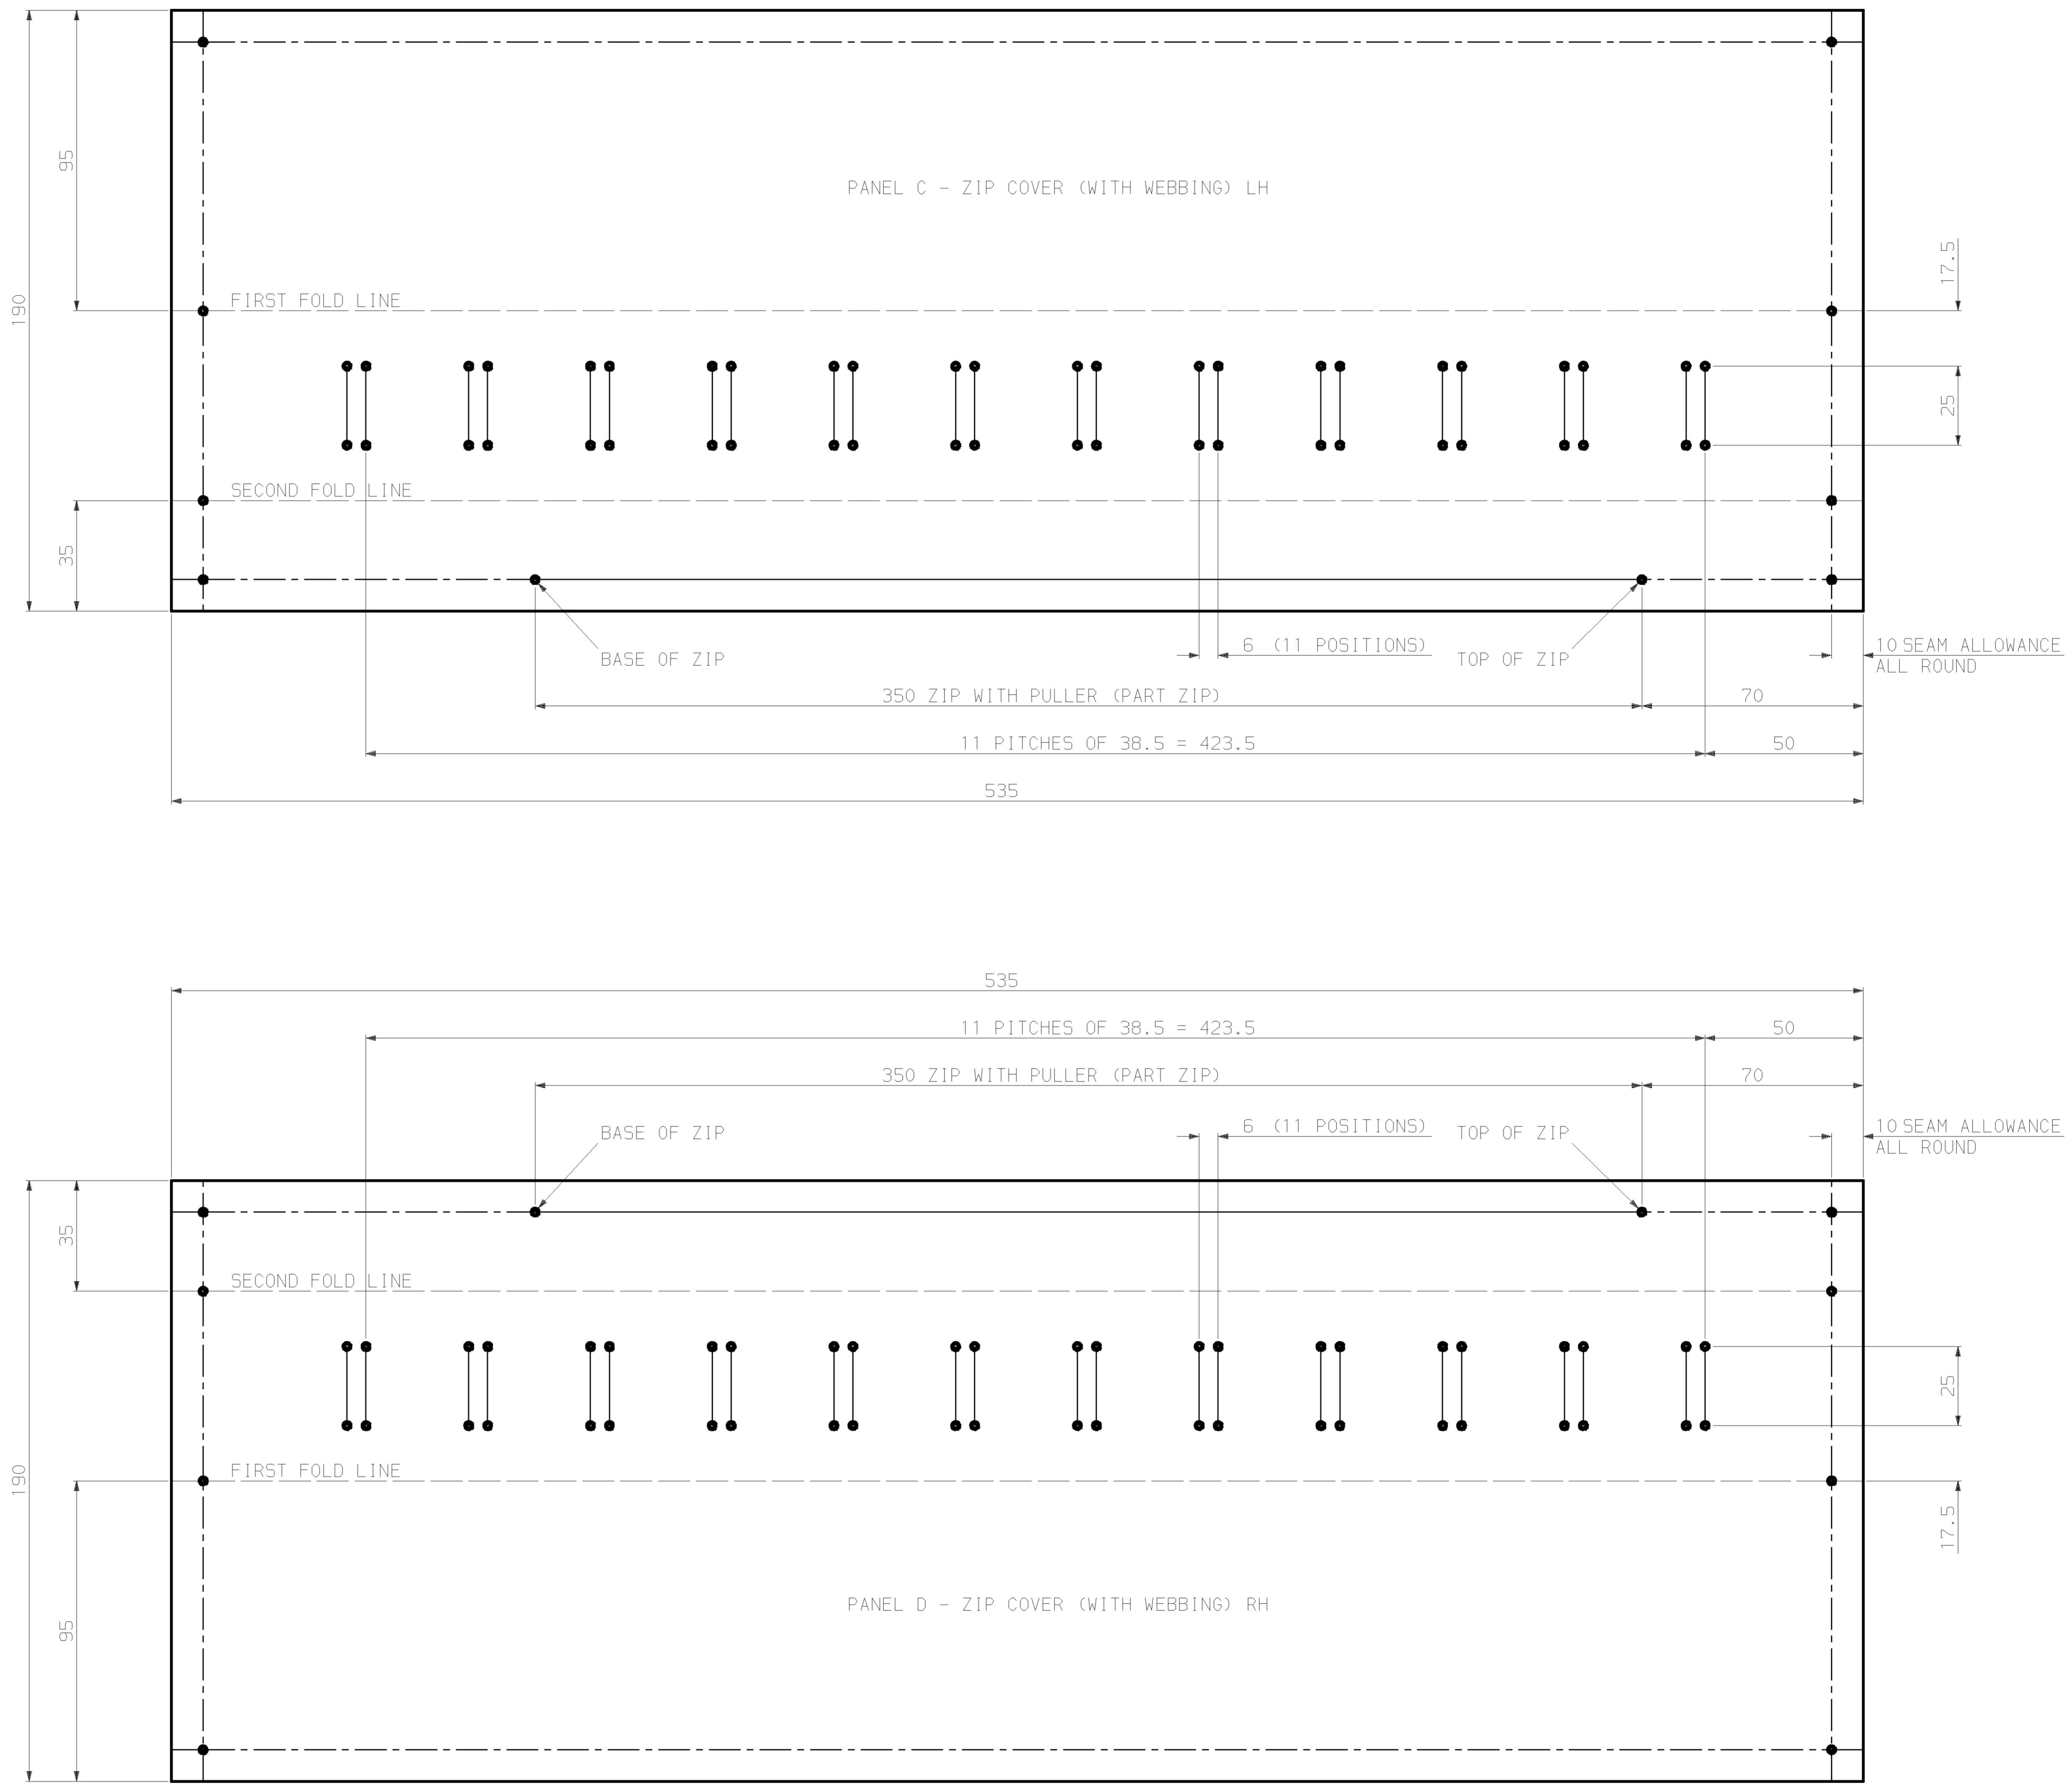 190
95
PANEL C - ZIP COVER (WITH WEBBING) LH
17.5
FIRST FOLD LINE
25
SECOND FOLD LINE
35
BASE OF ZIP
6 (11 POSITIONS)
TOP OF ZIP
10 SEAM ALLOWANCE
ALL ROUND
350 ZIP WITH PULLER (PART ZIP)
70
11 PITCHES OF 38.5 = 423.5
50
535
535
11 PITCHES OF 38.5 = 423.5
50
350 ZIP WITH PULLER (PART ZIP)
70
BASE OF ZIP
6 (11 POSITIONS)
TOP OF ZIP
10 SEAM ALLOWANCE
ALL ROUND
35
SECOND FOLD LINE
25
190
FIRST FOLD LINE
17.5
PANEL D - ZIP COVER (WITH WEBBING) RH
95